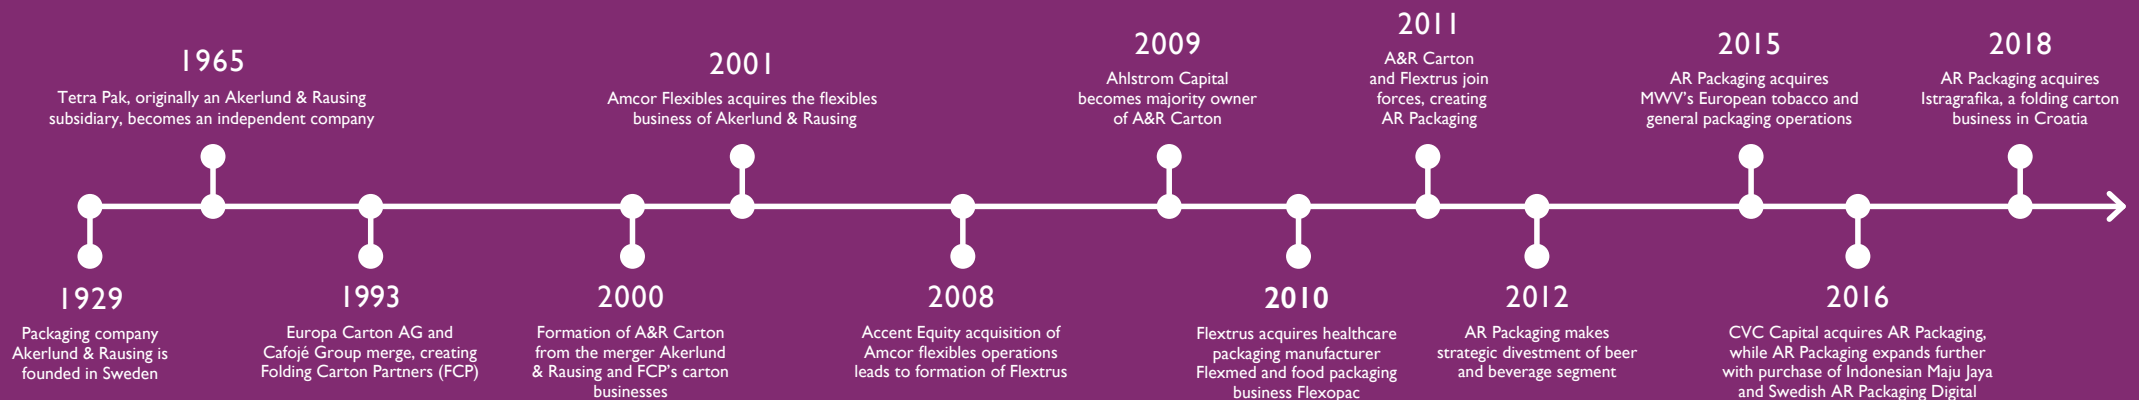 1965
Tetra Pak, originally an Akerlund & Rausing
subsidiary, becomes an independent company
2001
Amcor Flexibles acquires the flexibles
business of Akerlund & Rausing
2009
Ahlstrom Capital
becomes majority owner
of A&R Carton
2011
A&R Carton
and Flextrus join
forces, creating
AR Packaging
2015
AR Packaging acquires
MWV's European tobacco and
general packaging operations
2018
AR Packaging acquires
Istragrafika, a folding carton
business in Croatia
1929
Packaging company
Akerlund & Rausing is
founded in Sweden
1993
Europa Carton AG and
Cafojé Group merge, creating
Folding Carton Partners (FCP)
2000
Formation of A&R Carton
from the merger Akerlund
& Rausing and FCP's carton
businesses
2008
Accent Equity acquisition of
Amcor flexibles operations
leads to formation of Flextrus
2010
Flextrus acquires healthcare
packaging manufacturer
Flexmed and food packaging
business Flexopac
2012
AR Packaging makes
strategic divestment of beer
and beverage segment
2016
CVC Capital acquires AR Packaging,
while AR Packaging expands further
with purchase of Indonesian Maju Jaya
and Swedish AR Packaging Digital